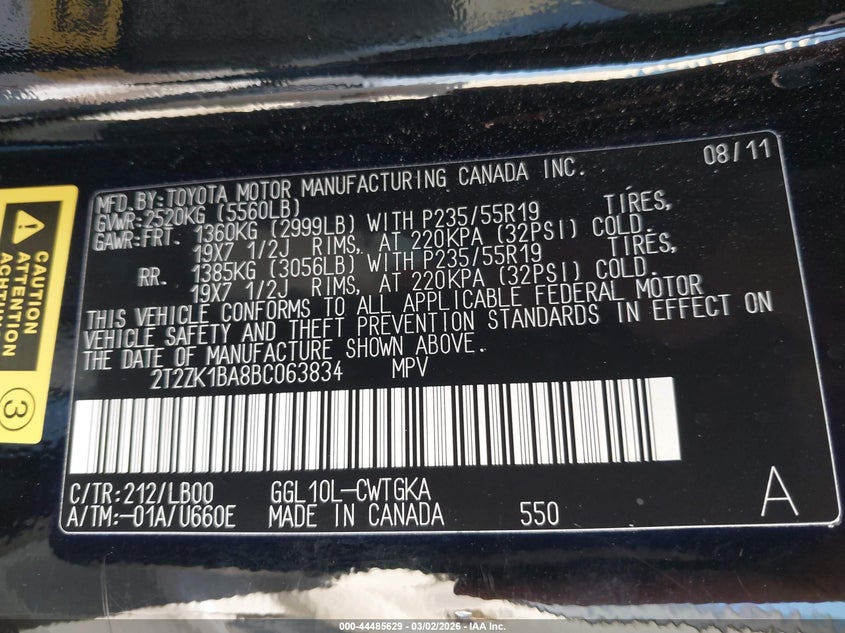 08/11
MFD.BY:TOYOTA MOTOR MANUFACTURING CANADA INC.
GVWR:2520KG (5560LB)
GAWR:FRT. 1360KG (2999LB) WITH P235/55R19 TIRES,
19X7 1/2J RIMS, AT 220KPA (32PSI) COLD.
RR. 1385KG (3056LB) WITH P235/55R19 TIRES,
19X7 1/2J RIMS, AT 220KPA (32PSI) COLD.
THIS VEHICLE CONFORMS TO ALL APPLICABLE FEDERAL MOTOR
VEHICLE SAFETY AND THEFT PREVENTION STANDARDS IN EFFECT ON
THE DATE OF MANUFACTURE SHOWN ABOVE.
2T2ZK1BA8BC063834 MPV
C/TR:212/LB00 GGL10L-CWTGKA
A/TM:-01A/U660E MADE IN CANADA 550 A
CAUTION
ATTENTION
ACHTUNG
3
000-44485629 - 03/02/2026 - IAA Inc.